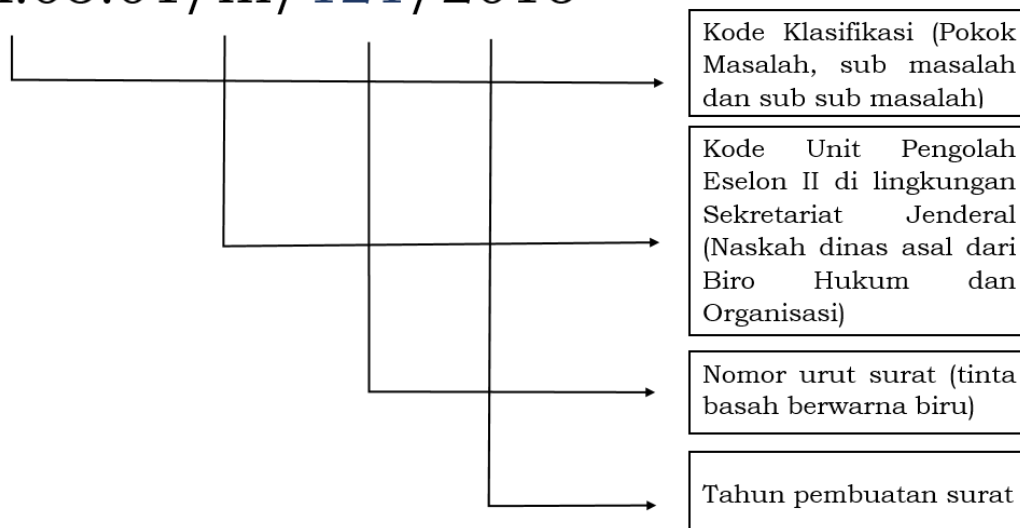 Kode Klasifikasi (Pokok
Masalah, sub masalah
dan sub sub masalah)
Kode Unit Pengolah
Eselon II di lingkungan
Sekretariat Jenderal
(Naskah dinas asal dari
Biro Hukum dan
Organisasi)
Nomor urut surat (tinta
basah berwarna biru)
Tahun pembuatan surat